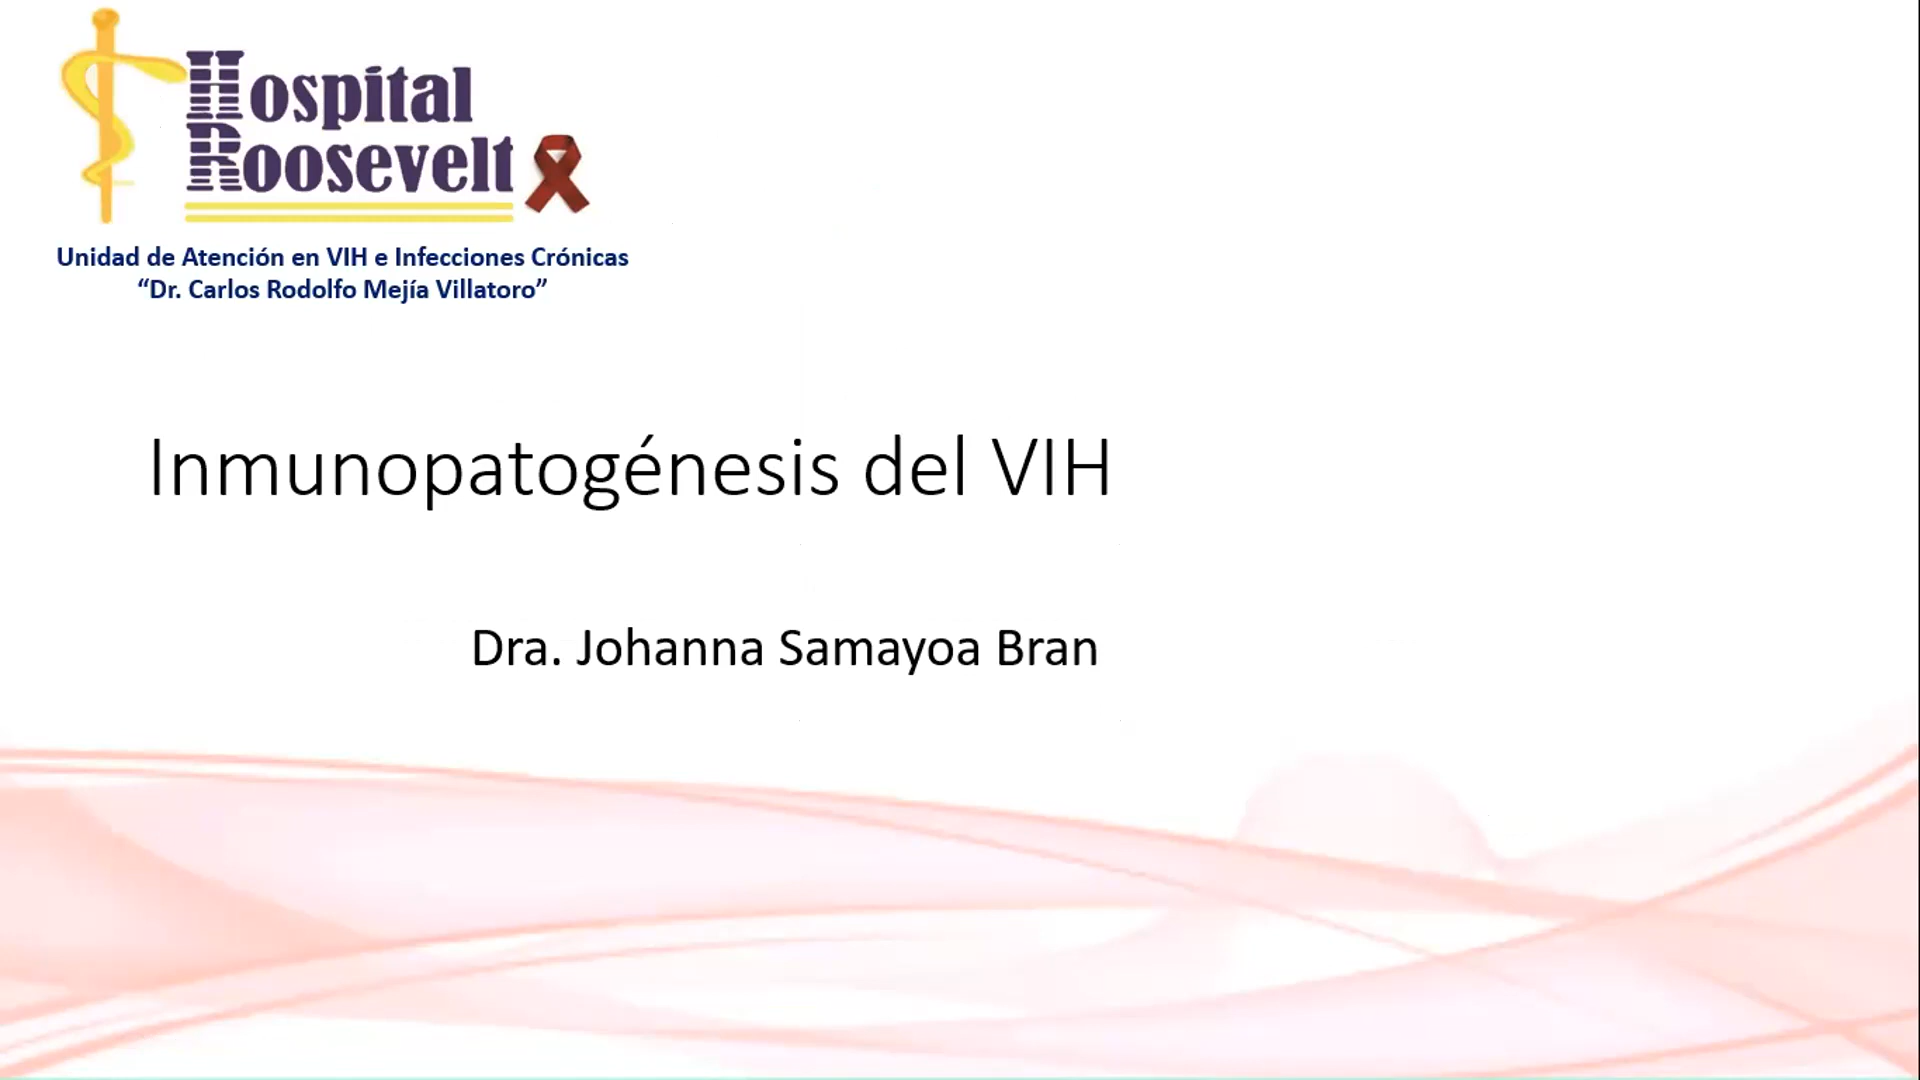 Hospital
Roosevelt
Unidad de Atención en VIH e Infecciones Crónicas
“Dr. Carlos Rodolfo Mejía Villatoro”
Inmunopatogénesis del VIH
Dra. Johanna Samayoa Bran